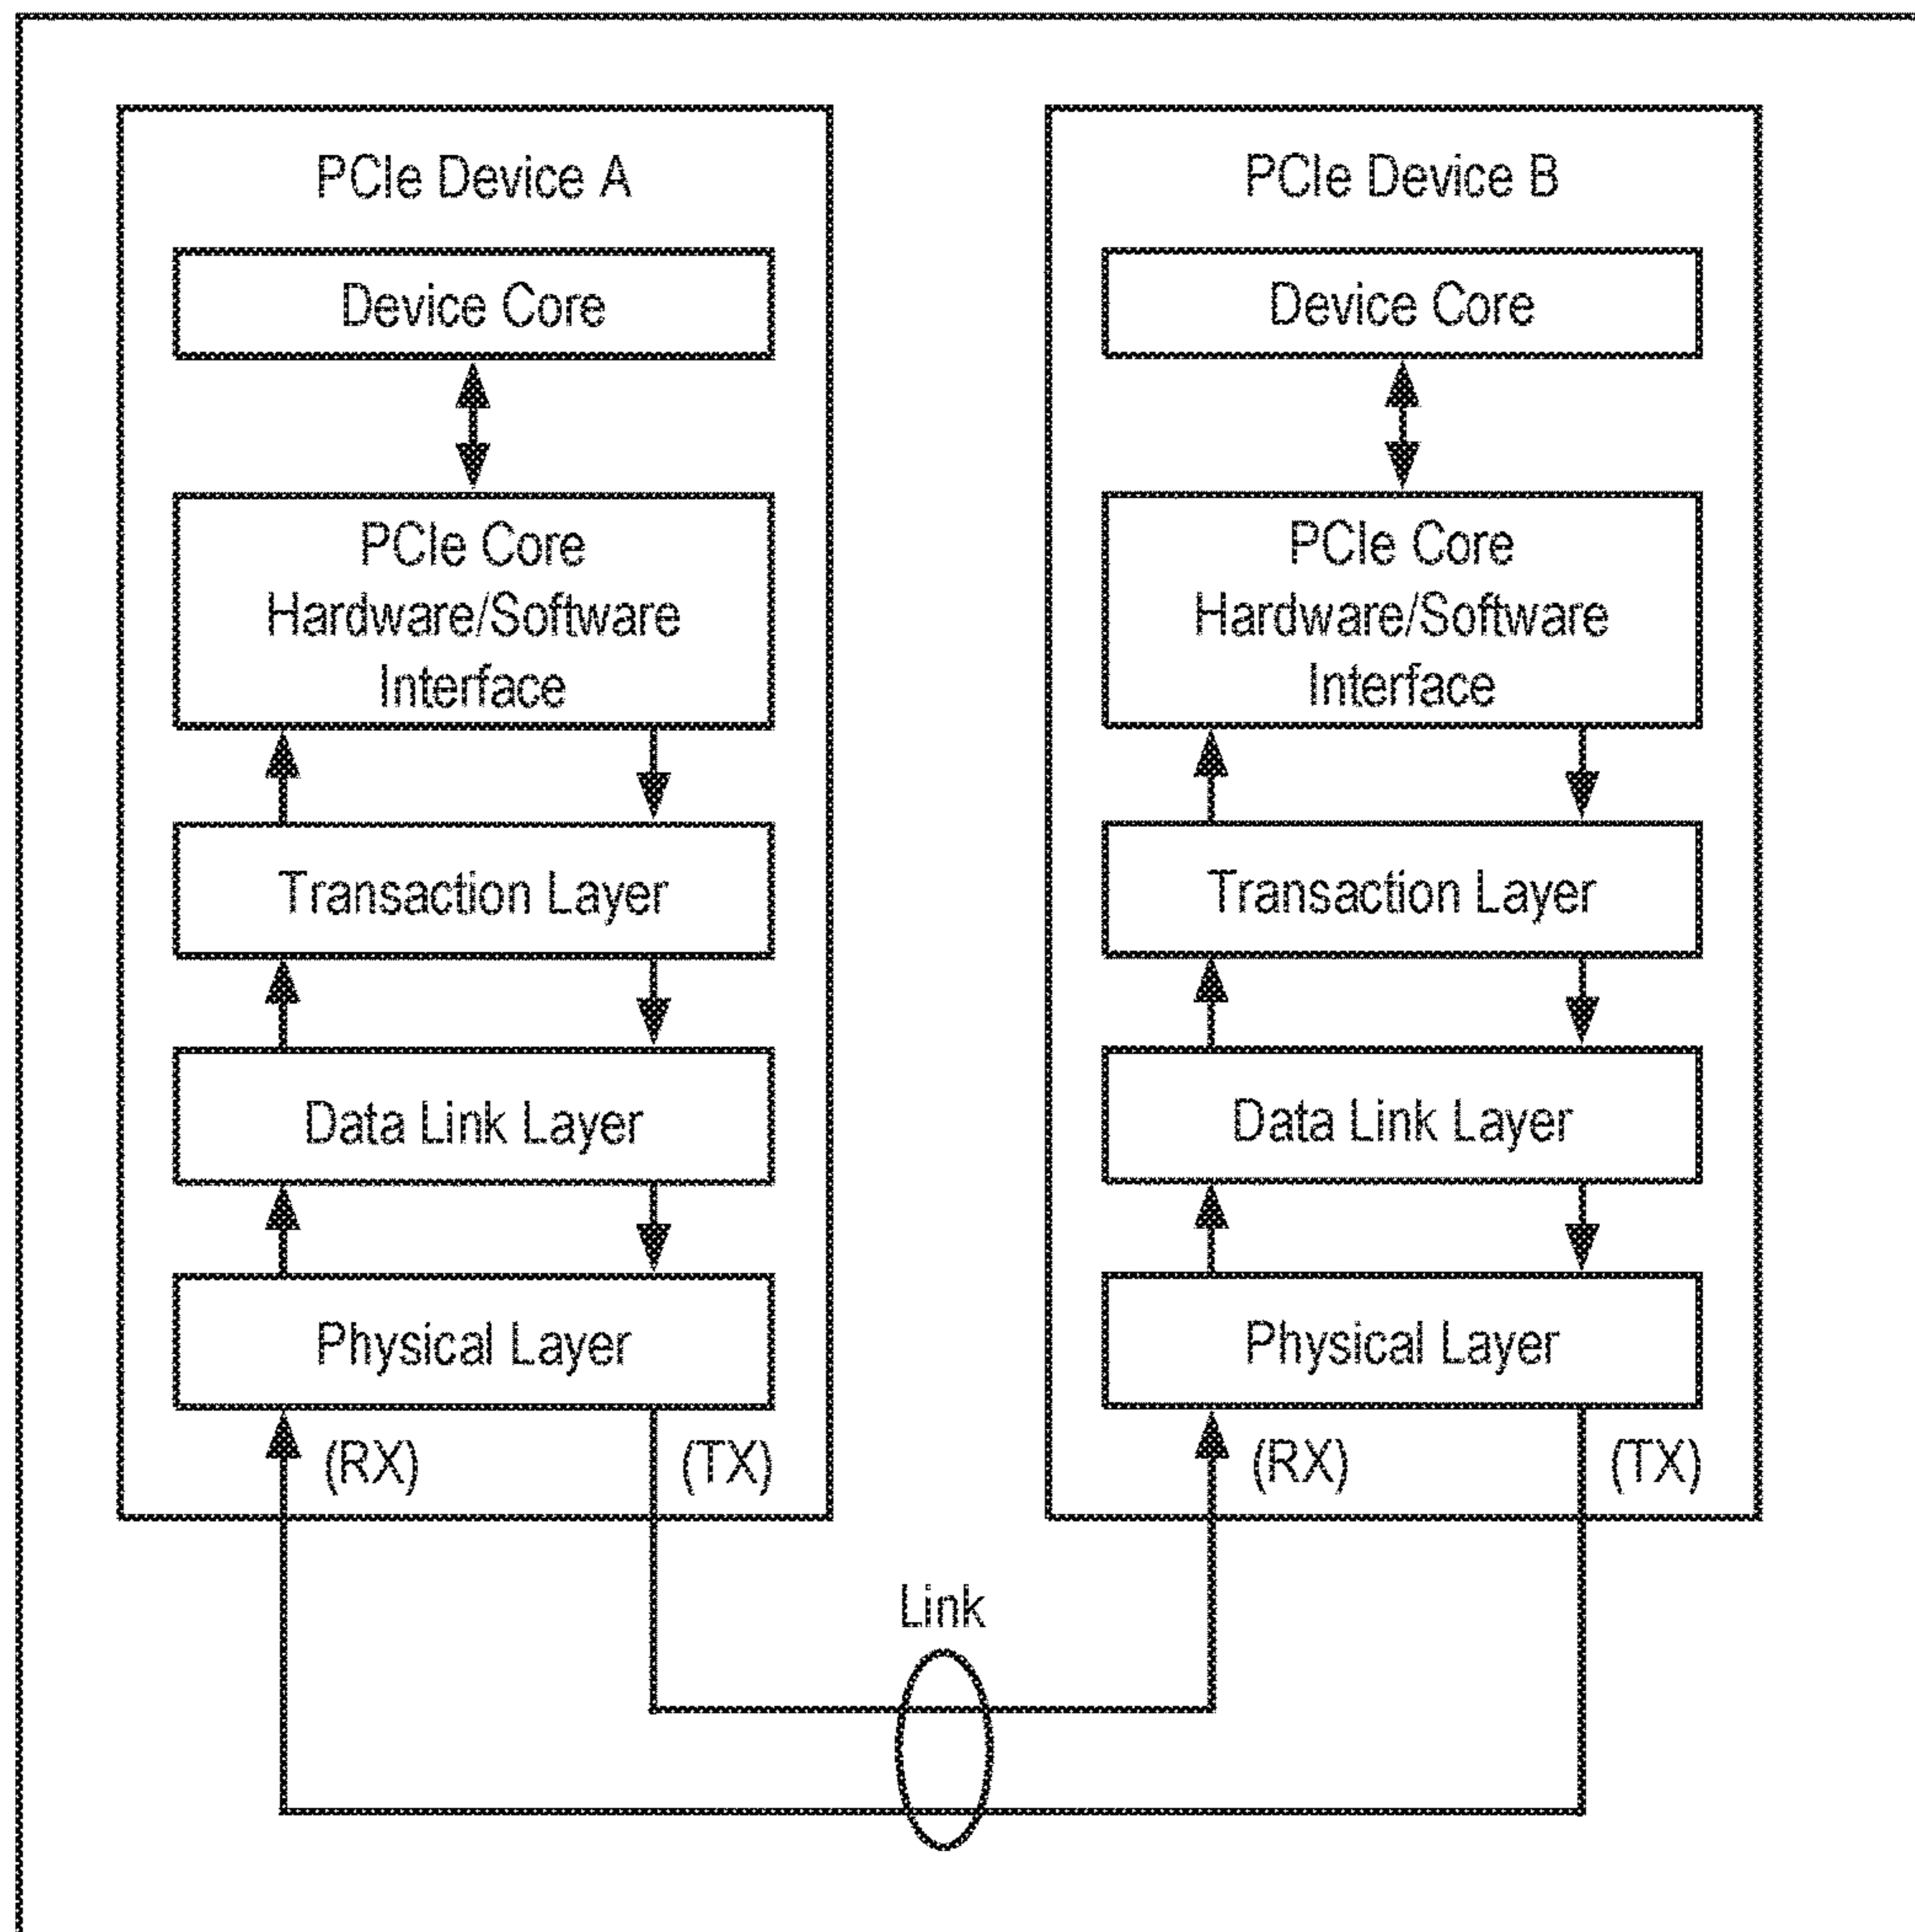 PCIe Device A
Device Core
PCIe Core
Hardware/Software
Interface
Transaction Layer
Data Link Layer
Physical Layer
(RX)
(TX)
PCIe Device B
Device Core
PCIe Core
Hardware/Software
Interface
Transaction Layer
Data Link Layer
Physical Layer
(RX)
(TX)
Link